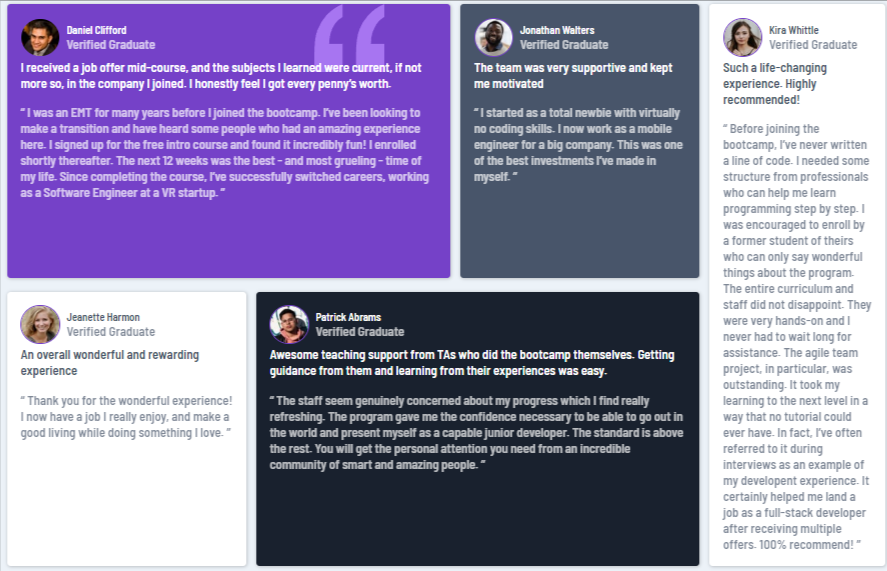 Daniel Clifford
Verified Graduate
I received a job offer mid-course, and the subjects I learned were current, if not
more so, in the company I joined. I honestly feel I got every penny's worth.
“ I was an EMT for many years before I joined the bootcamp. I've been looking to
make a transition and have heard some people who had an amazing experience
here. I signed up for the free intro course and found it incredibly fun! I enrolled
shortly thereafter. The next 12 weeks was the best - and most grueling - time of
my life. Since completing the course, I've successfully switched careers, working
as a Software Engineer at a VR startup. ”
Jonathan Walters
Verified Graduate
The team was very supportive and kept
me motivated
“ I started as a total newbie with virtually
no coding skills. I now work as a mobile
engineer for a big company. This was one
of the best investments I've made in
myself. ”
Kira Whittle
Verified Graduate
Such a life-changing
experience. Highly
recommended!
“ Before joining the
bootcamp, I've never written
a line of code. I needed some
structure from professionals
who can help me learn
programming step by step. I
was encouraged to enroll by
a former student of theirs
who can only say wonderful
things about the program.
The entire curriculum and
staff did not disappoint. They
were very hands-on and I
never had to wait long for
assistance. The agile team
project, in particular, was
outstanding. It took my
learning to the next level in a
way that no tutorial could
ever have. In fact, I've often
referred to it during
interviews as an example of
my developent experience. It
certainly helped me land a
job as a full-stack developer
after receiving multiple
offers. 100% recommend! ”
Jeanette Harmon
Verified Graduate
An overall wonderful and rewarding
experience
“ Thank you for the wonderful experience!
I now have a job I really enjoy, and make a
good living while doing something I love. ”
Patrick Abrams
Verified Graduate
Awesome teaching support from TAs who did the bootcamp themselves. Getting
guidance from them and learning from their experiences was easy.
“ The staff seem genuinely concerned about my progress which I find really
refreshing. The program gave me the confidence necessary to be able to go out in
the world and present myself as a capable junior developer. The standard is above
the rest. You will get the personal attention you need from an incredible
community of smart and amazing people. ”